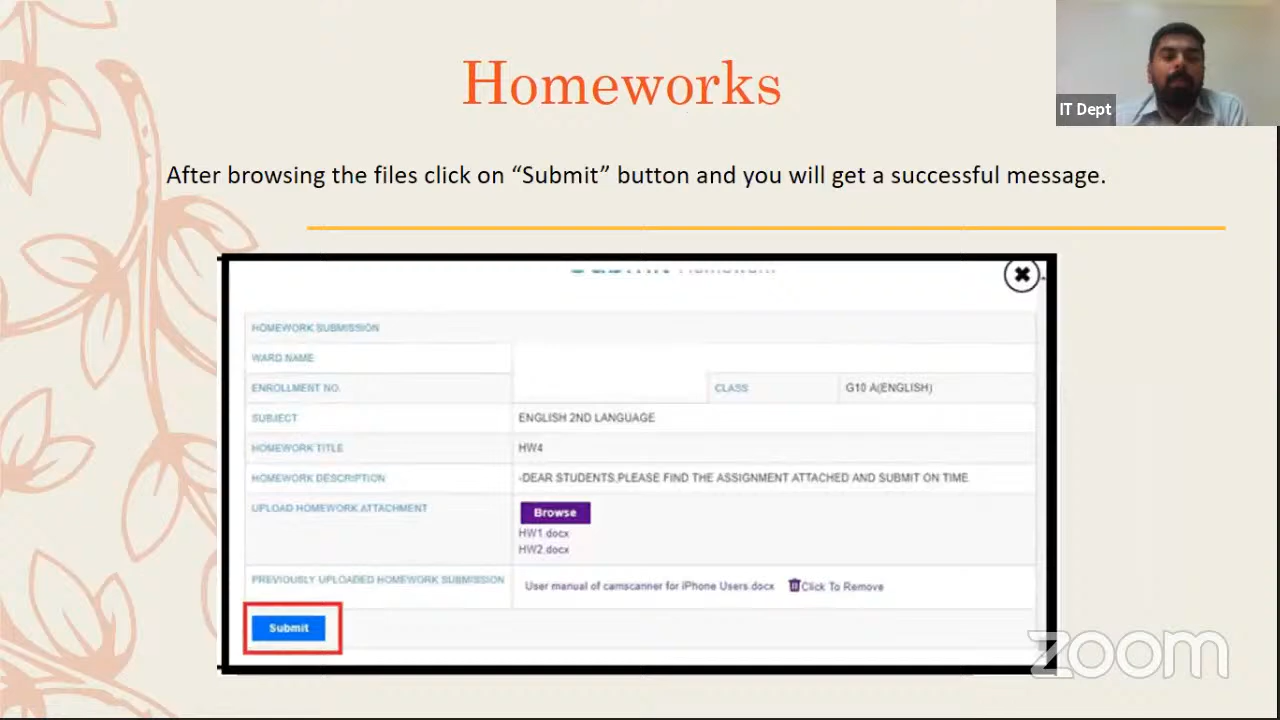 Homeworks
IT Dept
After browsing the files click on “Submit” button and you will get a successful message.
HOMEWORK SUBMISSION
WARD NAME
ENROLLMENT NO. CLASS G10 A(ENGLISH)
SUBJECT ENGLISH 2ND LANGUAGE
HOMEWORK TITLE HW4
HOMEWORK DESCRIPTION -DEAR STUDENTS,PLEASE FIND THE ASSIGNMENT ATTACHED AND SUBMIT ON TIME
UPLOAD HOMEWORK ATTACHMENT Browse
HW1.docx
HW2.docx
PREVIOUSLY UPLOADED HOMEWORK SUBMISSION User manual of camscanner for iPhone Users.docx Click To Remove
Submit
zoom